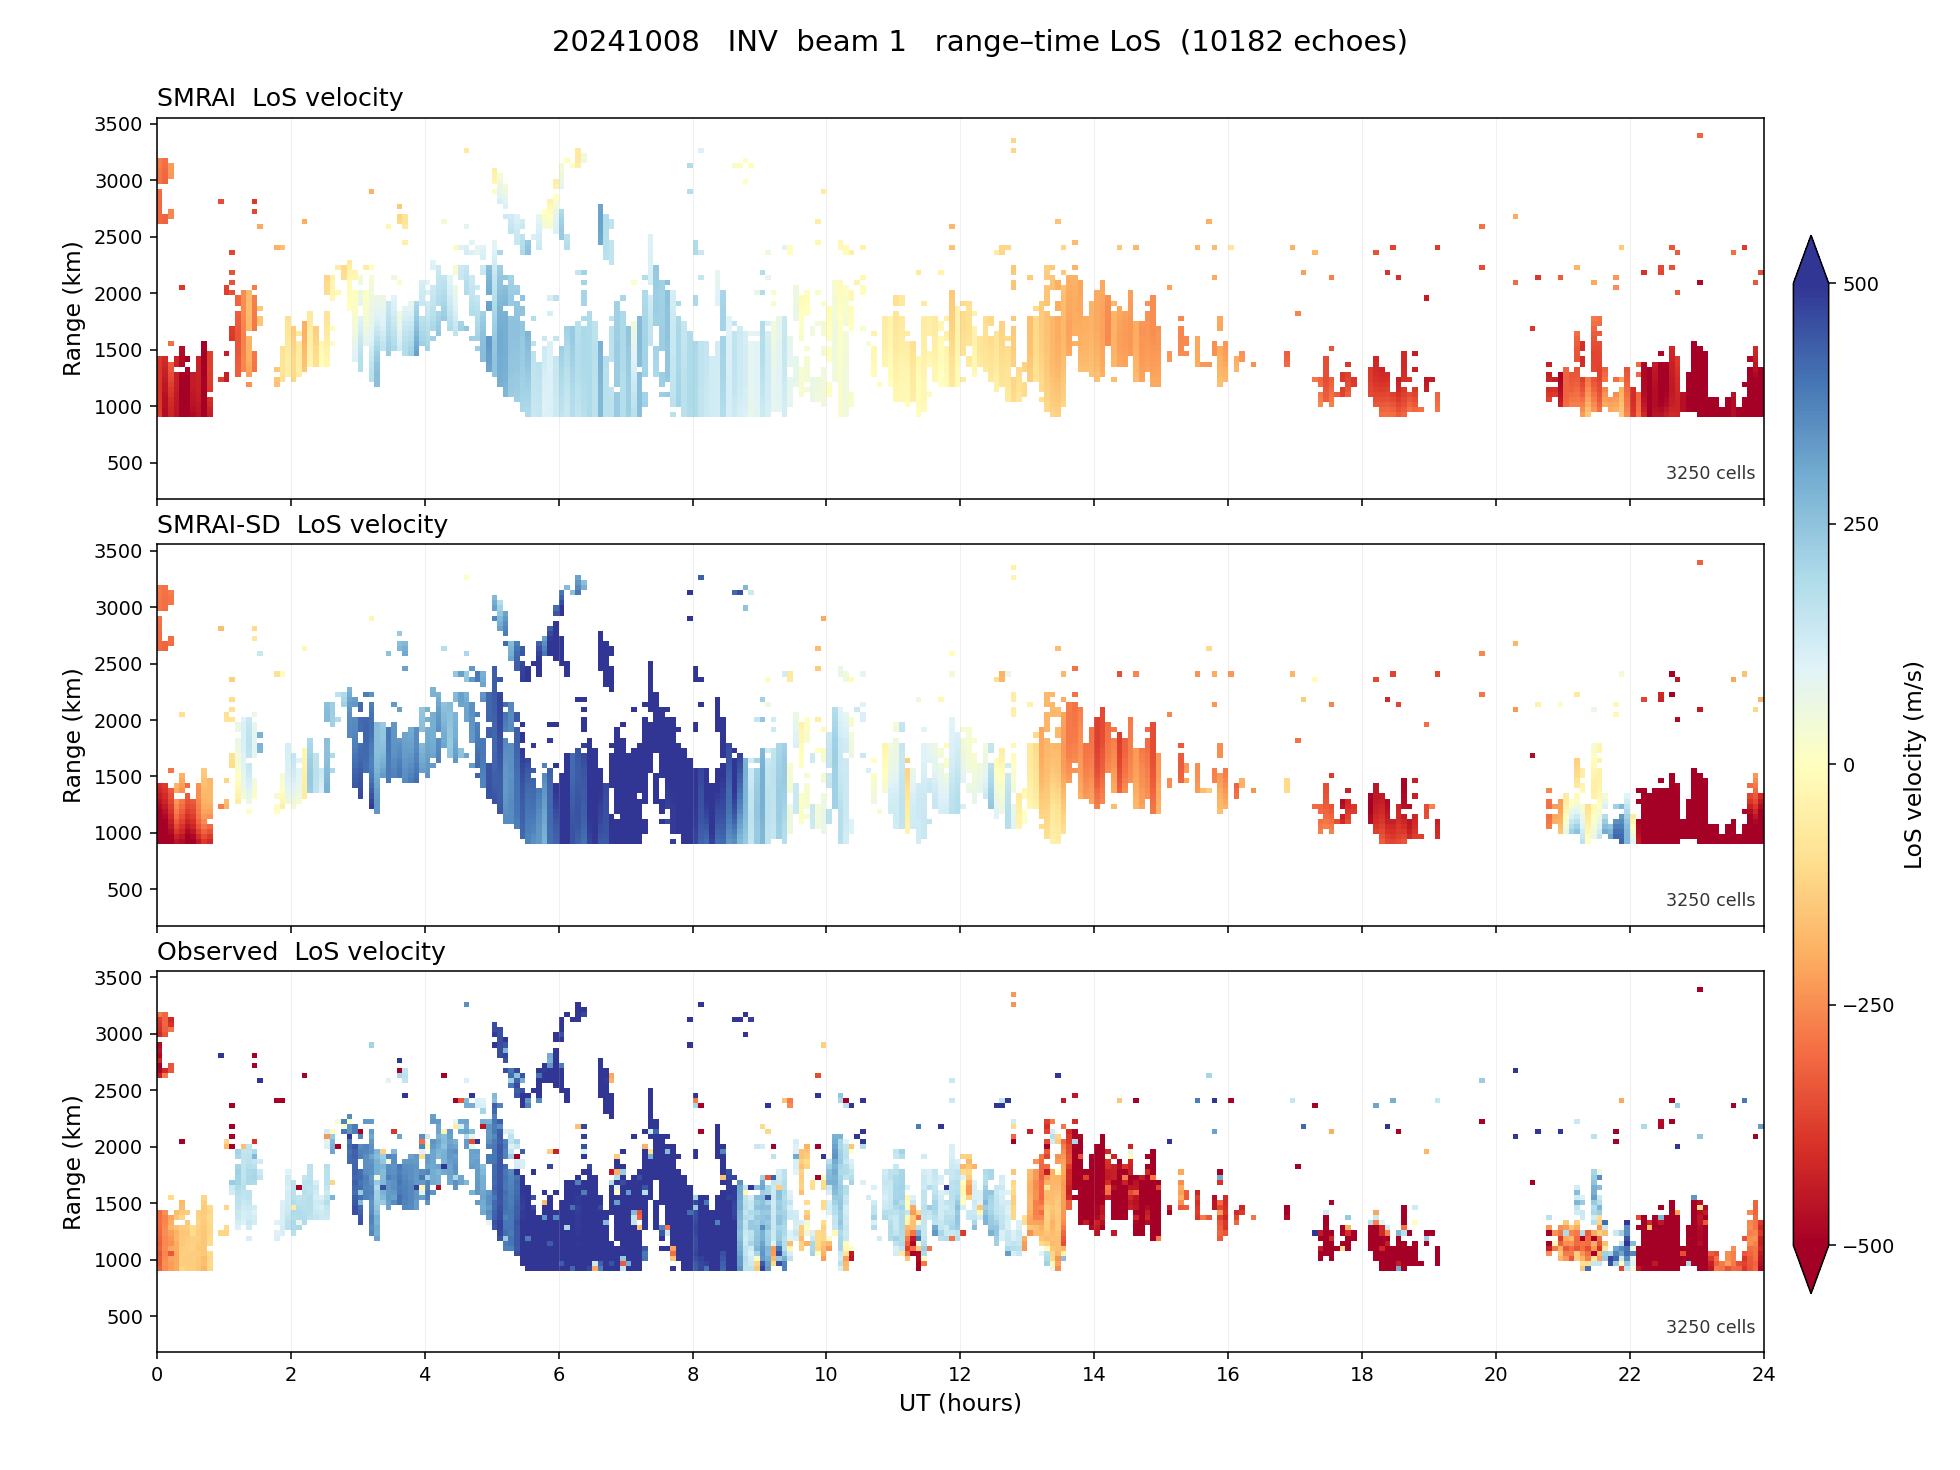 20241008   INV  beam 1   range–time LoS  (10182 echoes)
SMRAI  LoS velocity
3500
3000
2500
2000
1500
1000
500
Range (km)
3250 cells
SMRAI-SD  LoS velocity
3500
3000
2500
2000
1500
1000
500
Range (km)
3250 cells
Observed  LoS velocity
3500
3000
2500
2000
1500
1000
500
Range (km)
3250 cells
0 2 4 6 8 10 12 14 16 18 20 22 24
UT (hours)
500
250
0
−250
−500
LoS velocity (m/s)